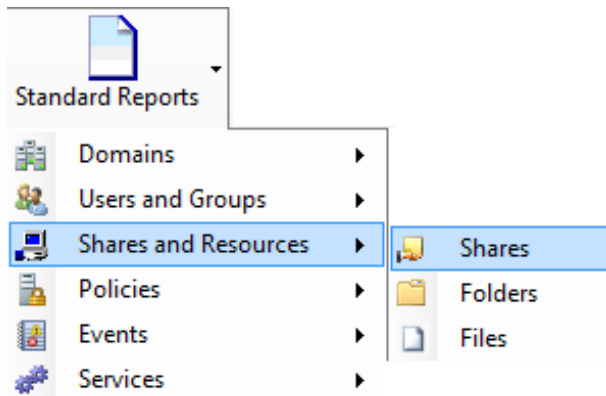 Standard Reports
Domains
Users and Groups
Shares and Resources
Shares
Policies
Folders
Events
Files
Services